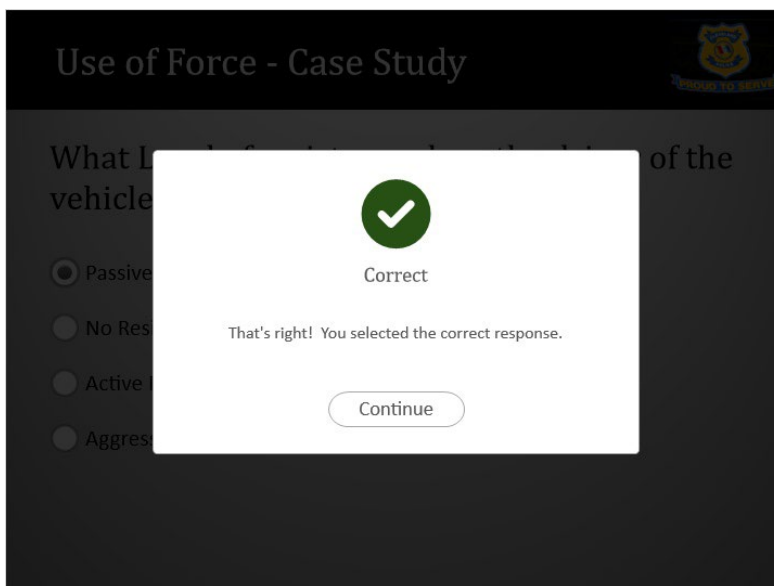 Use of Force - Case Study
PROUD TO SERVE
What L of the
vehicle
Correct
That's right! You selected the correct response.
Continue
Passive
No Res
Active
Aggres